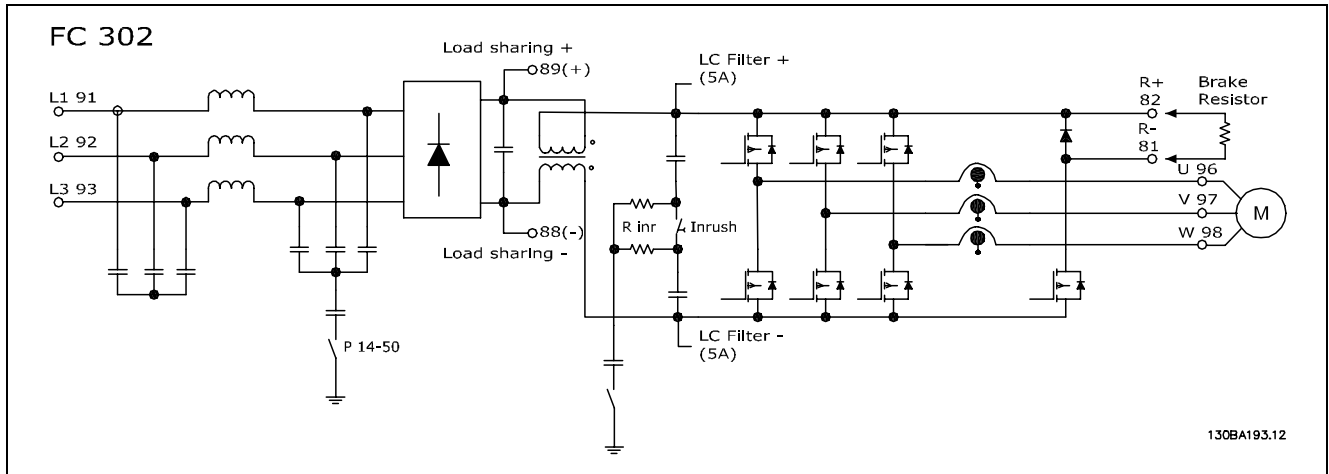 FC 302
Load sharing +
89(+)
LC Filter +
(5A)
L1 91
L2 92
L3 93
R+
82
Brake
Resistor
R-
81
U 96
V 97
W 98
M
R inr
Inrush
88(-)
Load sharing -
LC Filter -
(5A)
P 14-50
130BA193.12